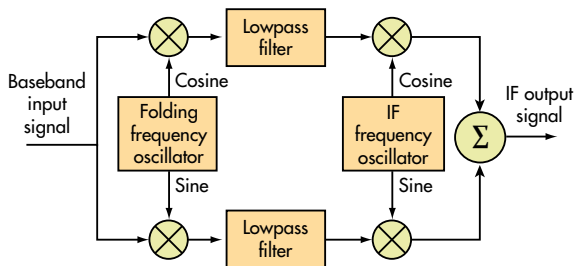 Lowpass
filter
Baseband
input
signal
Cosine
Cosine
IF output
signal
Folding
frequency
oscillator
IF
frequency
oscillator
Σ
Sine
Sine
Lowpass
filter